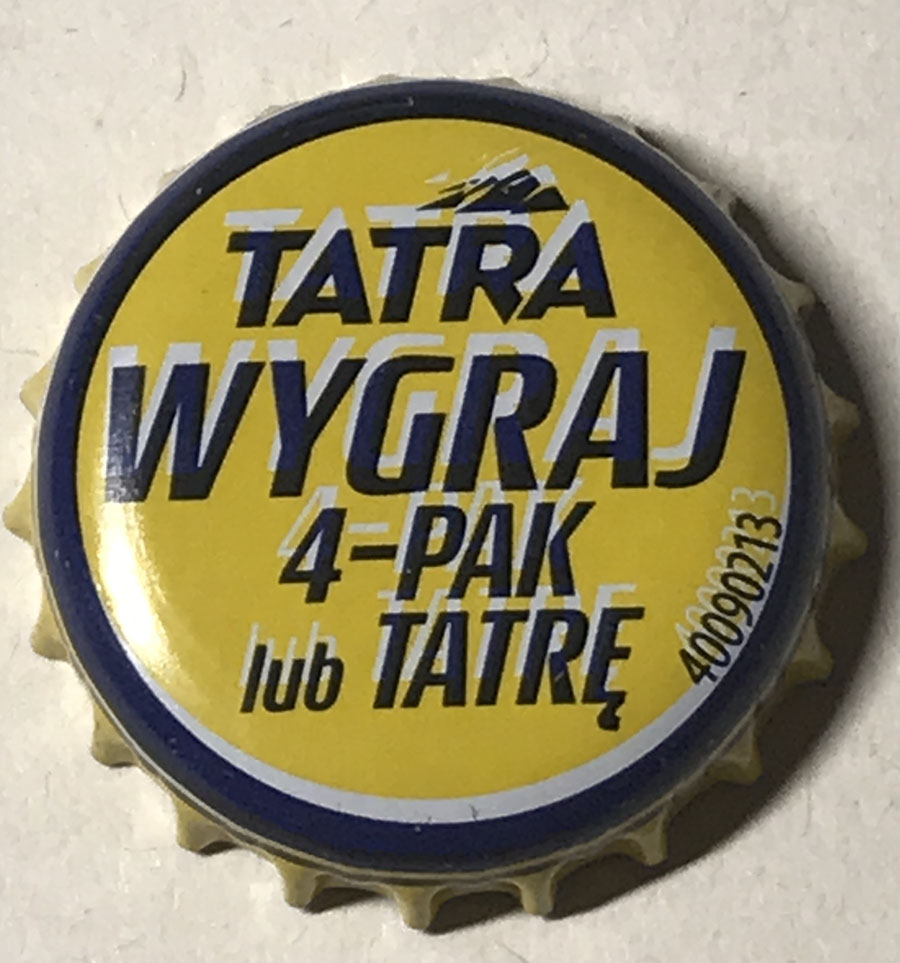 TATRA
WYGRAJ
4-PAK
lub TATRĘ
40090213